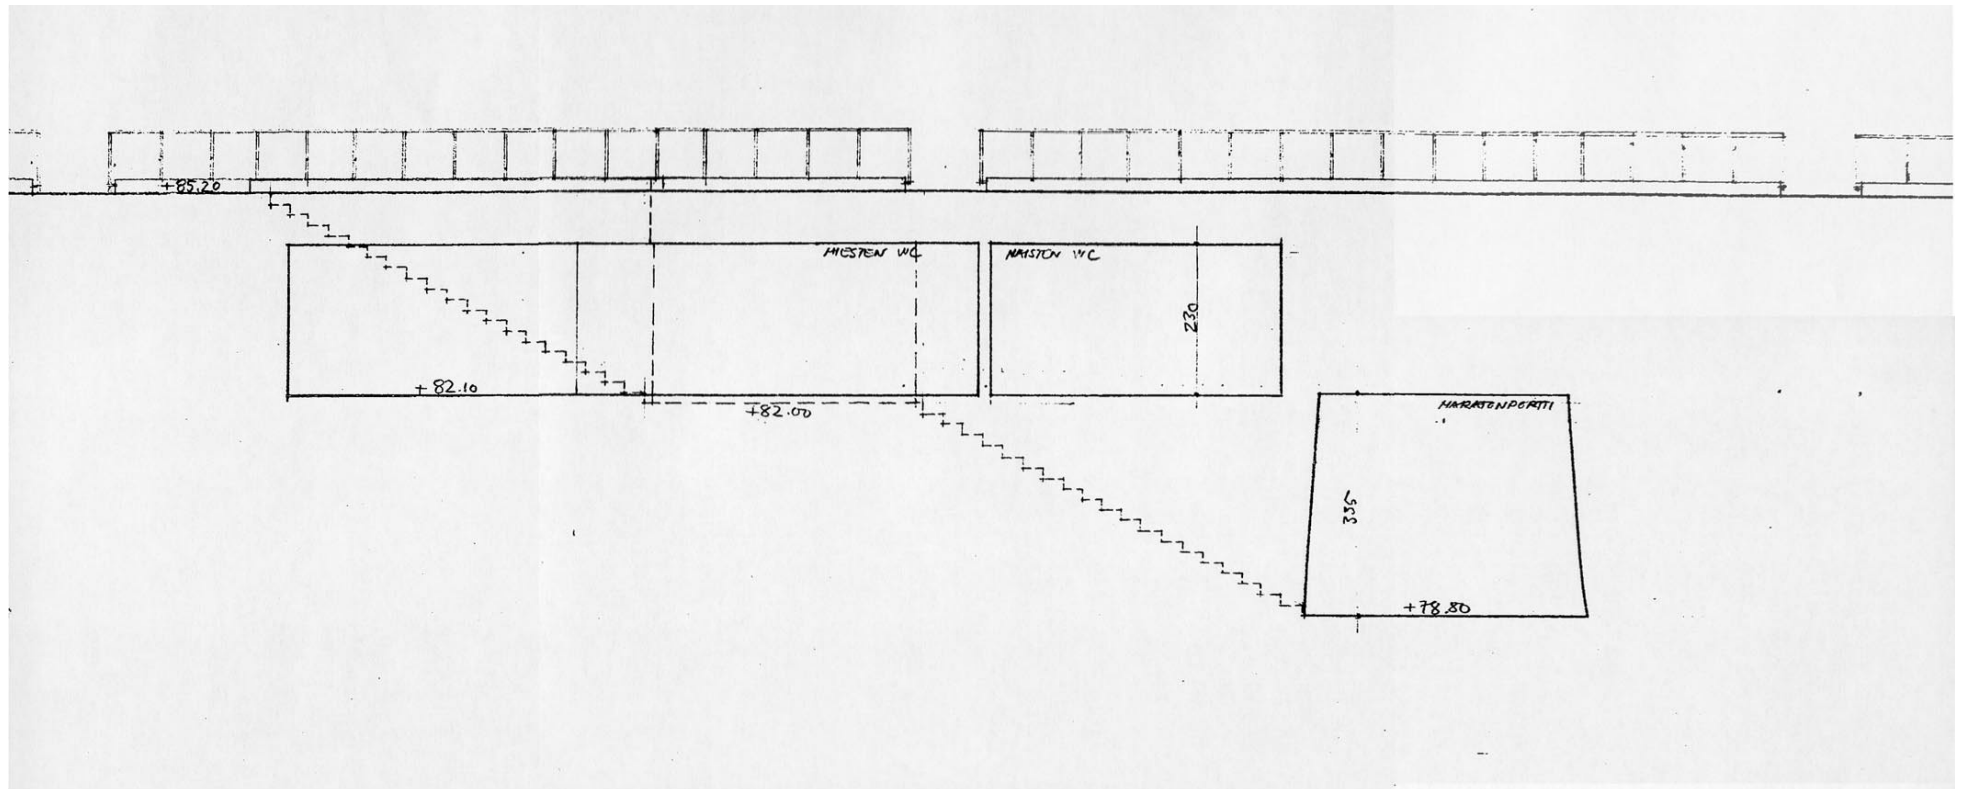 +85.20
MIESTEN WC
NAISTEN WC
230
+82.10
+82.00
MARATONPORTTI
335
+78.80